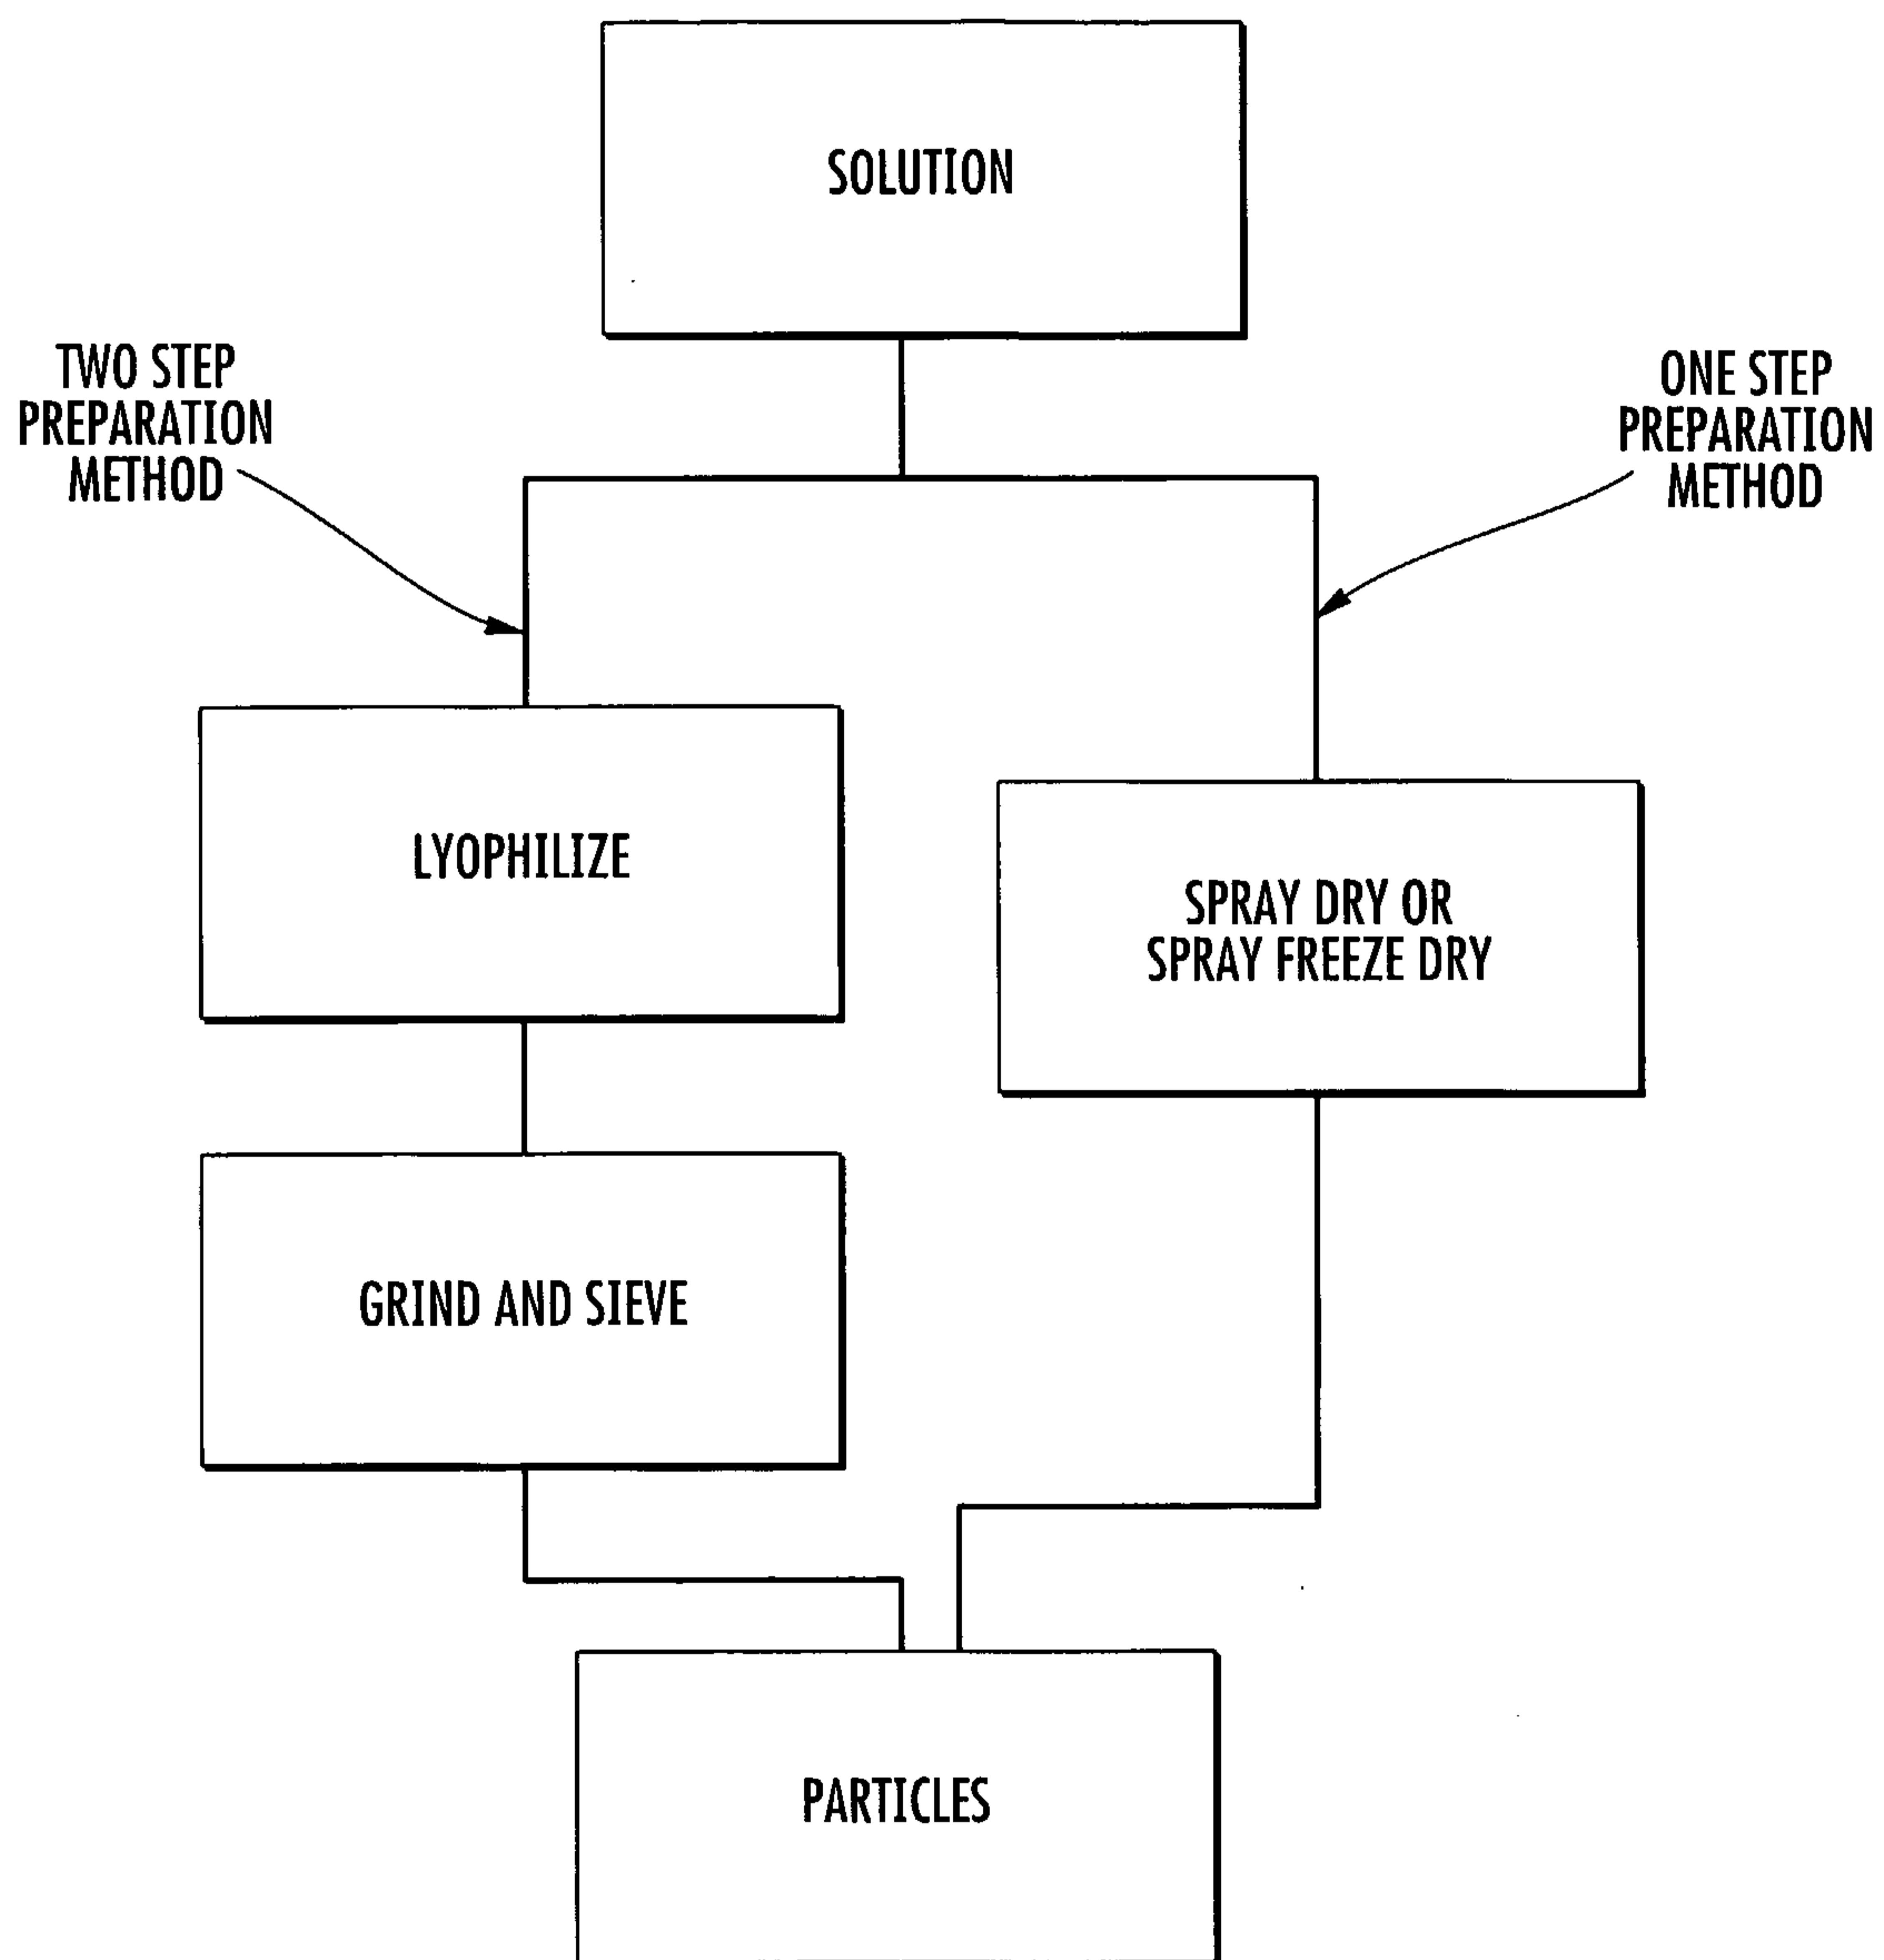 SOLUTION
TWO STEP
PREPARATION
METHOD
ONE STEP
PREPARATION
METHOD
LYOPHILIZE
SPRAY DRY OR
SPRAY FREEZE DRY
GRIND AND SIEVE
PARTICLES